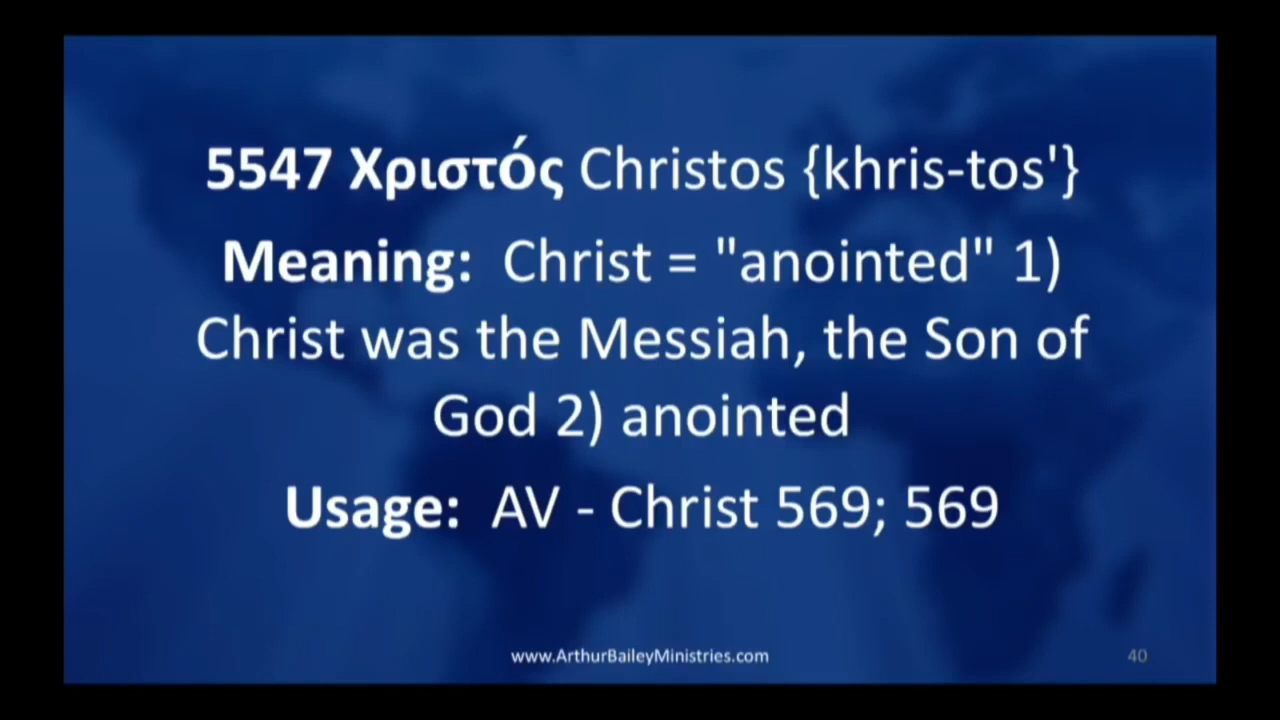 5547 Χριστός Christos {khris-tos'}
Meaning: Christ = "anointed" 1)
Christ was the Messiah, the Son of
God 2) anointed
Usage: AV - Christ 569; 569
www.ArthurBaileyMinistries.com
40